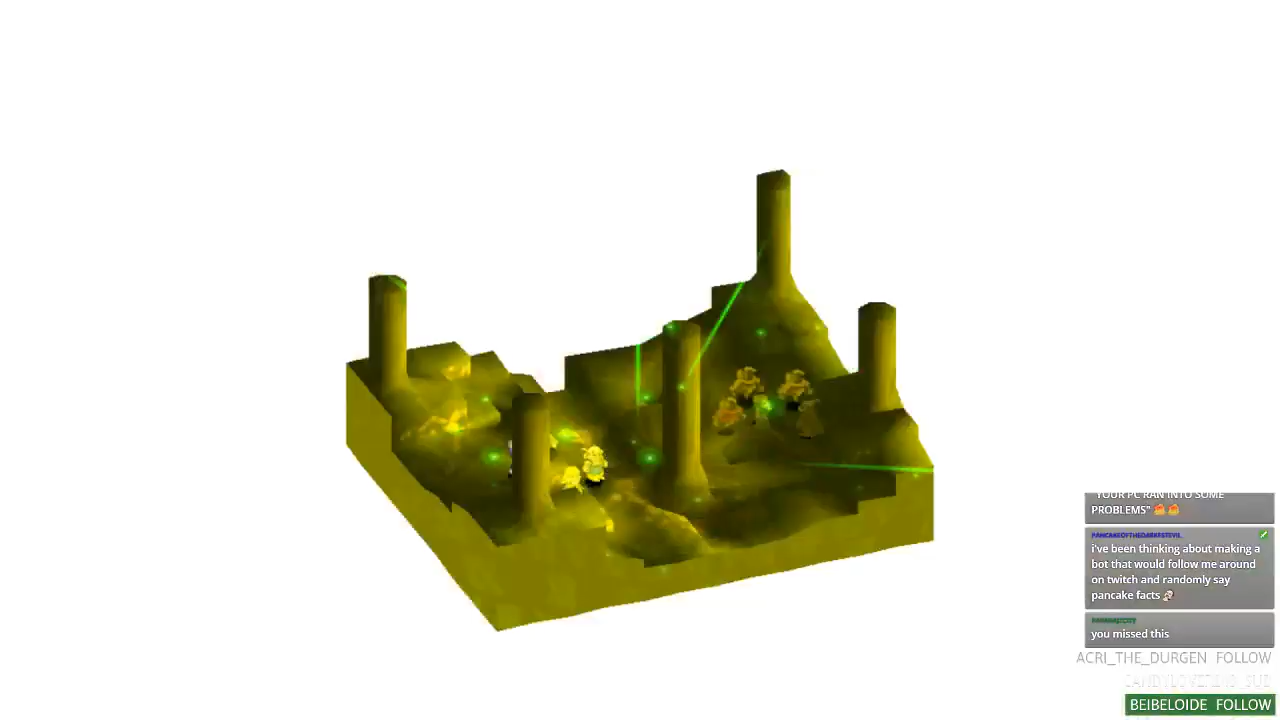 "YOUR PC RAN INTO SOME
PROBLEMS"
PANCAKEOFTHEDARKESTEVIL
i've been thinking about making a
bot that would follow me around
on twitch and randomly say
pancake facts
you missed this
ACRI_THE_DURGEN FOLLOW
BEIBELOIDE FOLLOW